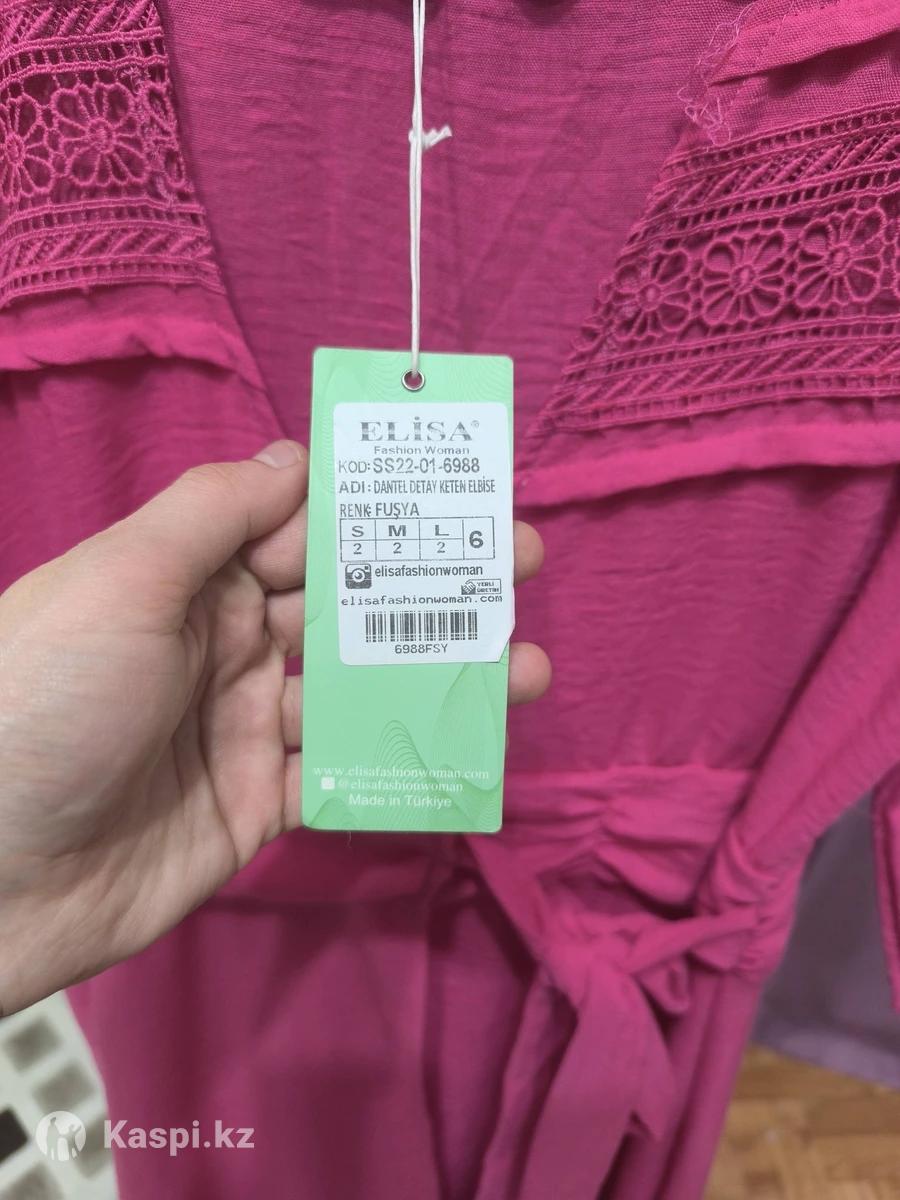 ELİSA®
Fashion Woman
KOD: SS22-01-6988
ADI : DANTEL DETAY KETEN ELBİSE
RENK: FUŞYA
S M L 6
2 2 2
elisafashionwoman
YERLİ
ÜRETİM
elisafashionwoman.com
6988FSY
www.elisafashionwoman.com
@elisafashionwoman
Made in Türkiye
Kaspi.kz